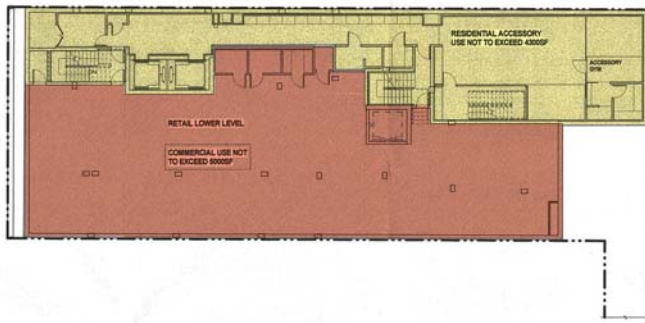 RESIDENTIAL ACCESSORY
USE NOT TO EXCEED 4300SF
ACCESSORY
GYM
RETAIL LOWER LEVEL
COMMERCIAL USE NOT
TO EXCEED 8000SF